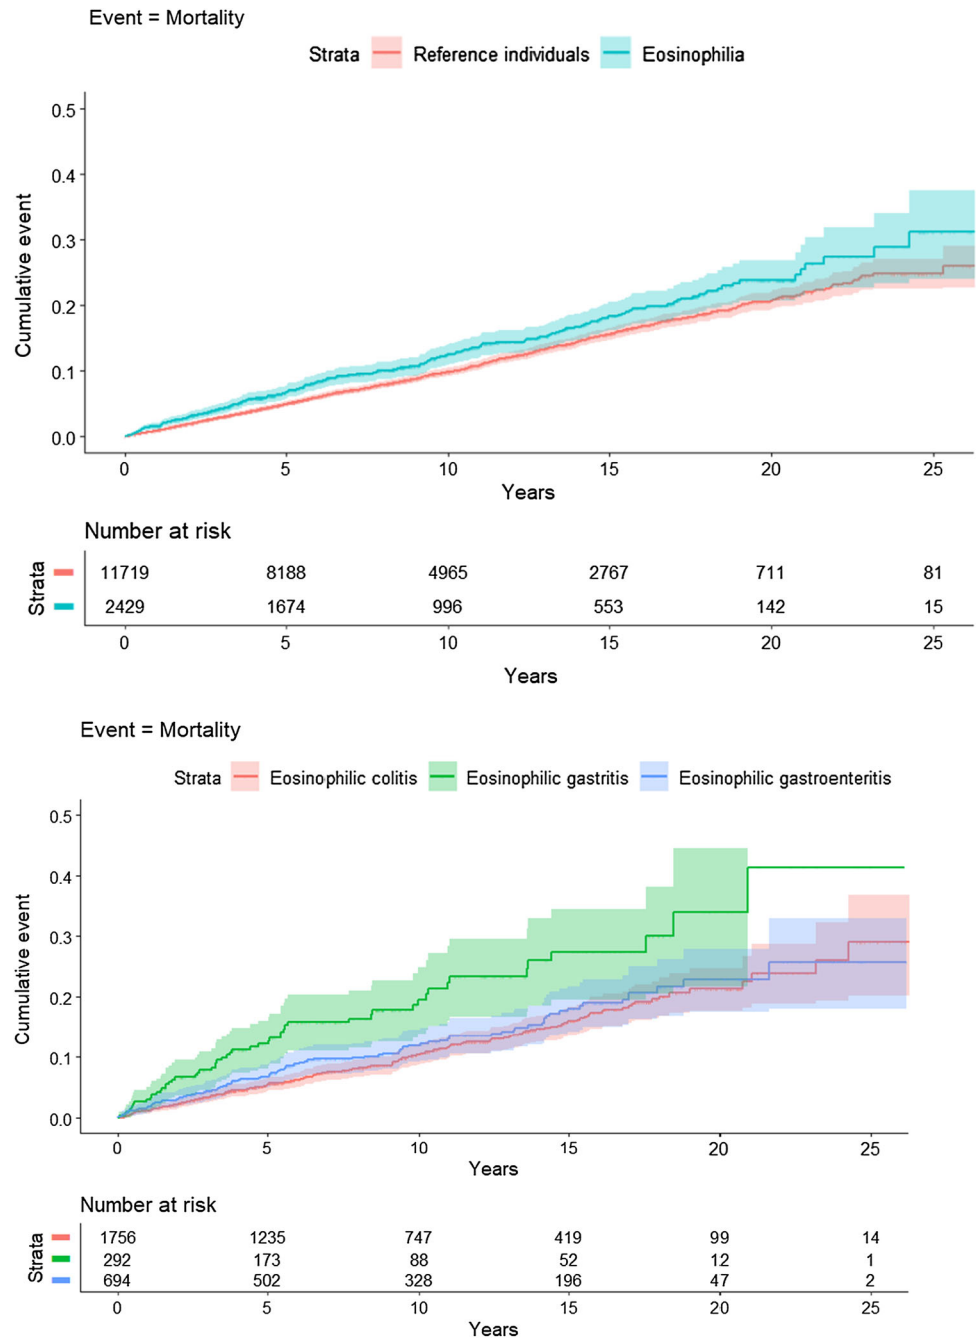 Event = Mortality
Strata Reference individuals Eosinophilia
0.5
0.4
0.3
0.2
0.1
0.0
Cumulative event
0 5 10 15 20 25
Years
Number at risk
Strata
11719 8188 4965 2767 711 81
2429 1674 996 553 142 15
0 5 10 15 20 25
Years
Event = Mortality
Strata Eosinophilic colitis Eosinophilic gastritis Eosinophilic gastroenteritis
0.5
0.4
0.3
0.2
0.1
0.0
Cumulative event
0 5 10 15 20 25
Years
Number at risk
Strata
1756 1235 747 419 99 14
292 173 88 52 12 1
694 502 328 196 47 2
0 5 10 15 20 25
Years